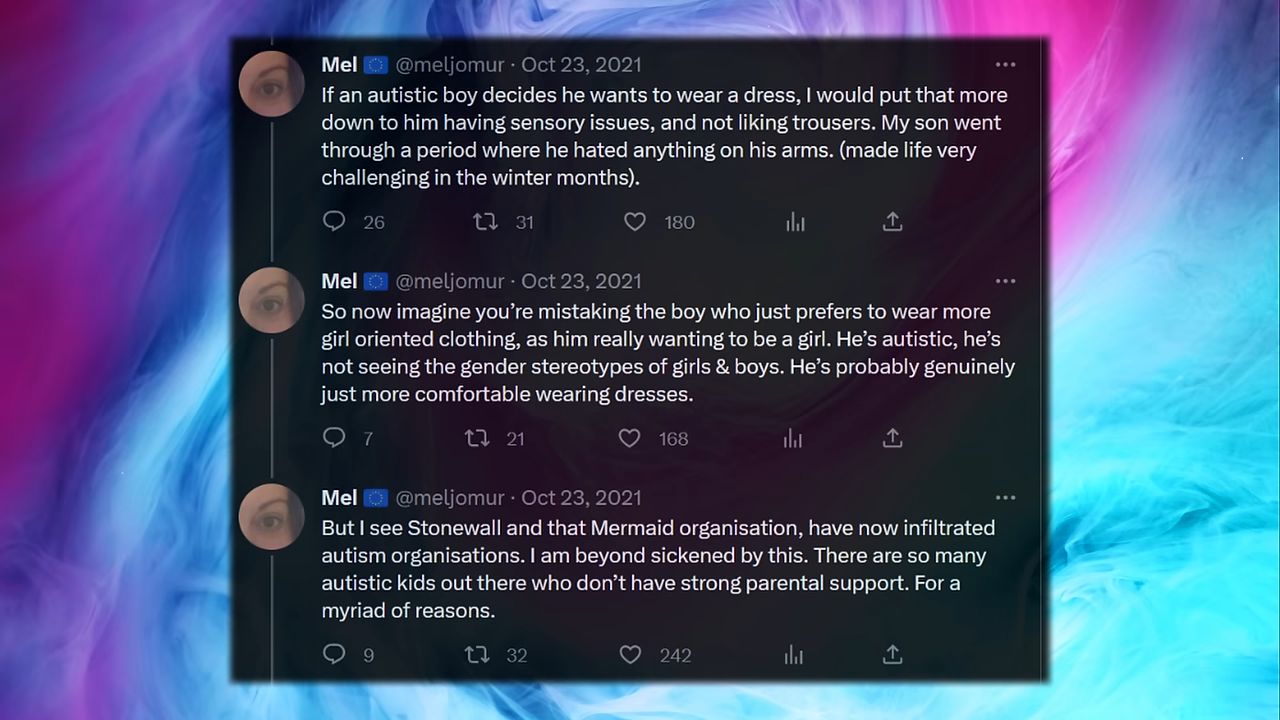 Mel 🇪🇺 @meljomur · Oct 23, 2021
If an autistic boy decides he wants to wear a dress, I would put that more
down to him having sensory issues, and not liking trousers. My son went
through a period where he hated anything on his arms. (made life very
challenging in the winter months).
26 31 180
Mel 🇪🇺 @meljomur · Oct 23, 2021
So now imagine you’re mistaking the boy who just prefers to wear more
girl oriented clothing, as him really wanting to be a girl. He’s autistic, he’s
not seeing the gender stereotypes of girls & boys. He’s probably genuinely
just more comfortable wearing dresses.
7 21 168
Mel 🇪🇺 @meljomur · Oct 23, 2021
But I see Stonewall and that Mermaid organisation, have now infiltrated
autism organisations. I am beyond sickened by this. There are so many
autistic kids out there who don’t have strong parental support. For a
myriad of reasons.
9 32 242